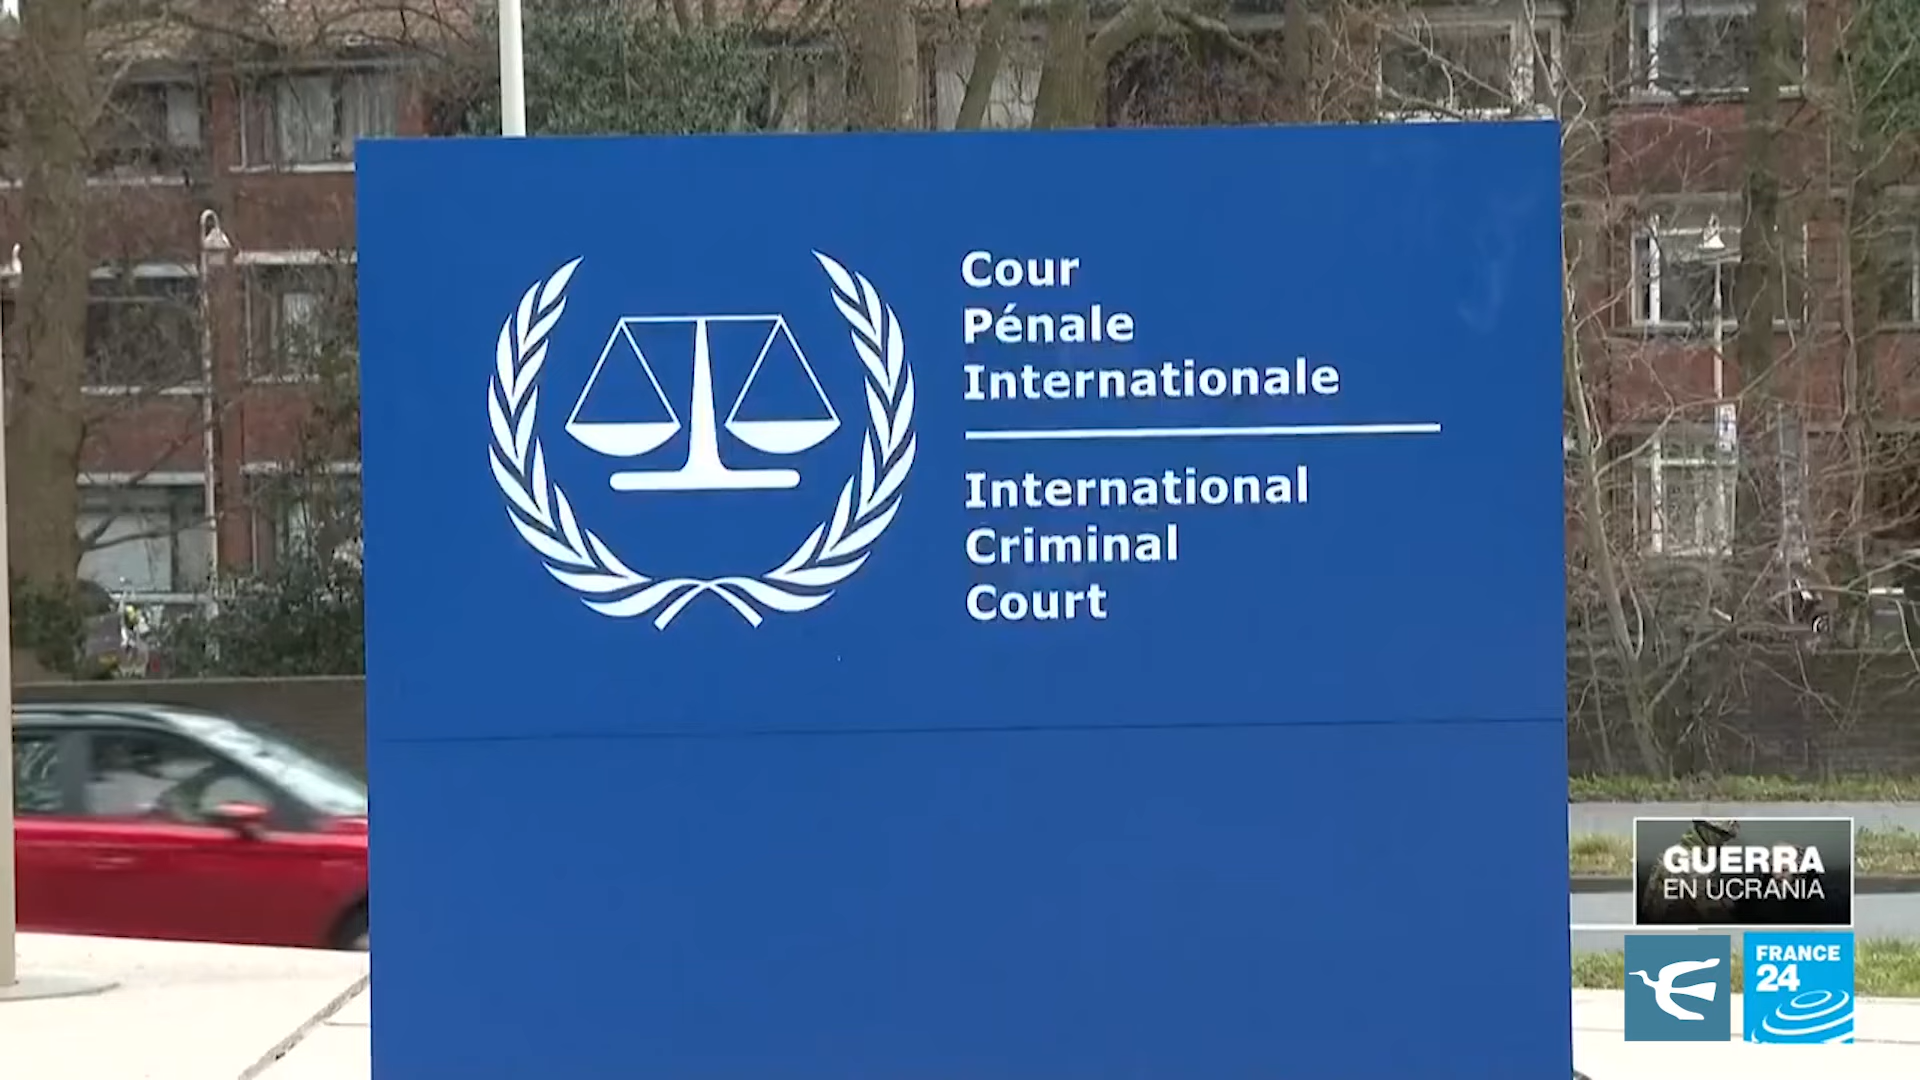 Cour
Pénale
Internationale
International
Criminal
Court
GUERRA
EN UCRANIA
FRANCE
24